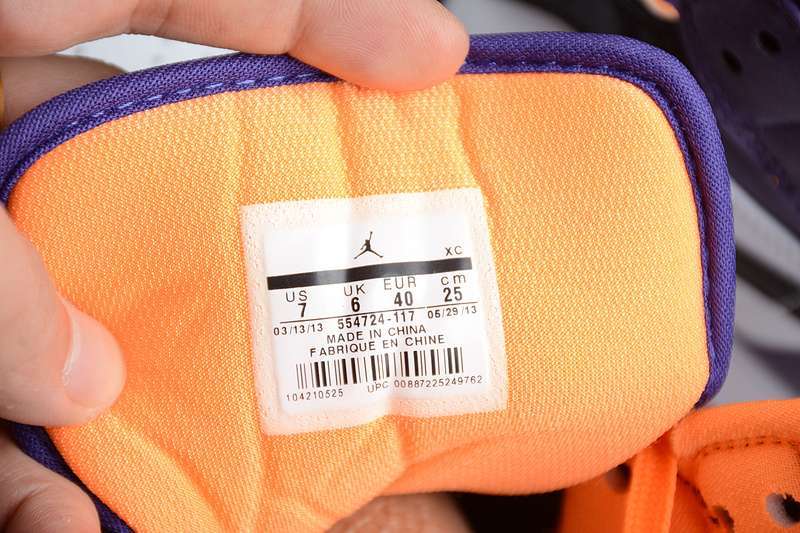 XC
US UK EUR cm
7 6 40 25
03/13/13 554724-117 05/29/13
MADE IN CHINA
FABRIQUE EN CHINE
104210525 UPC 00887225249762